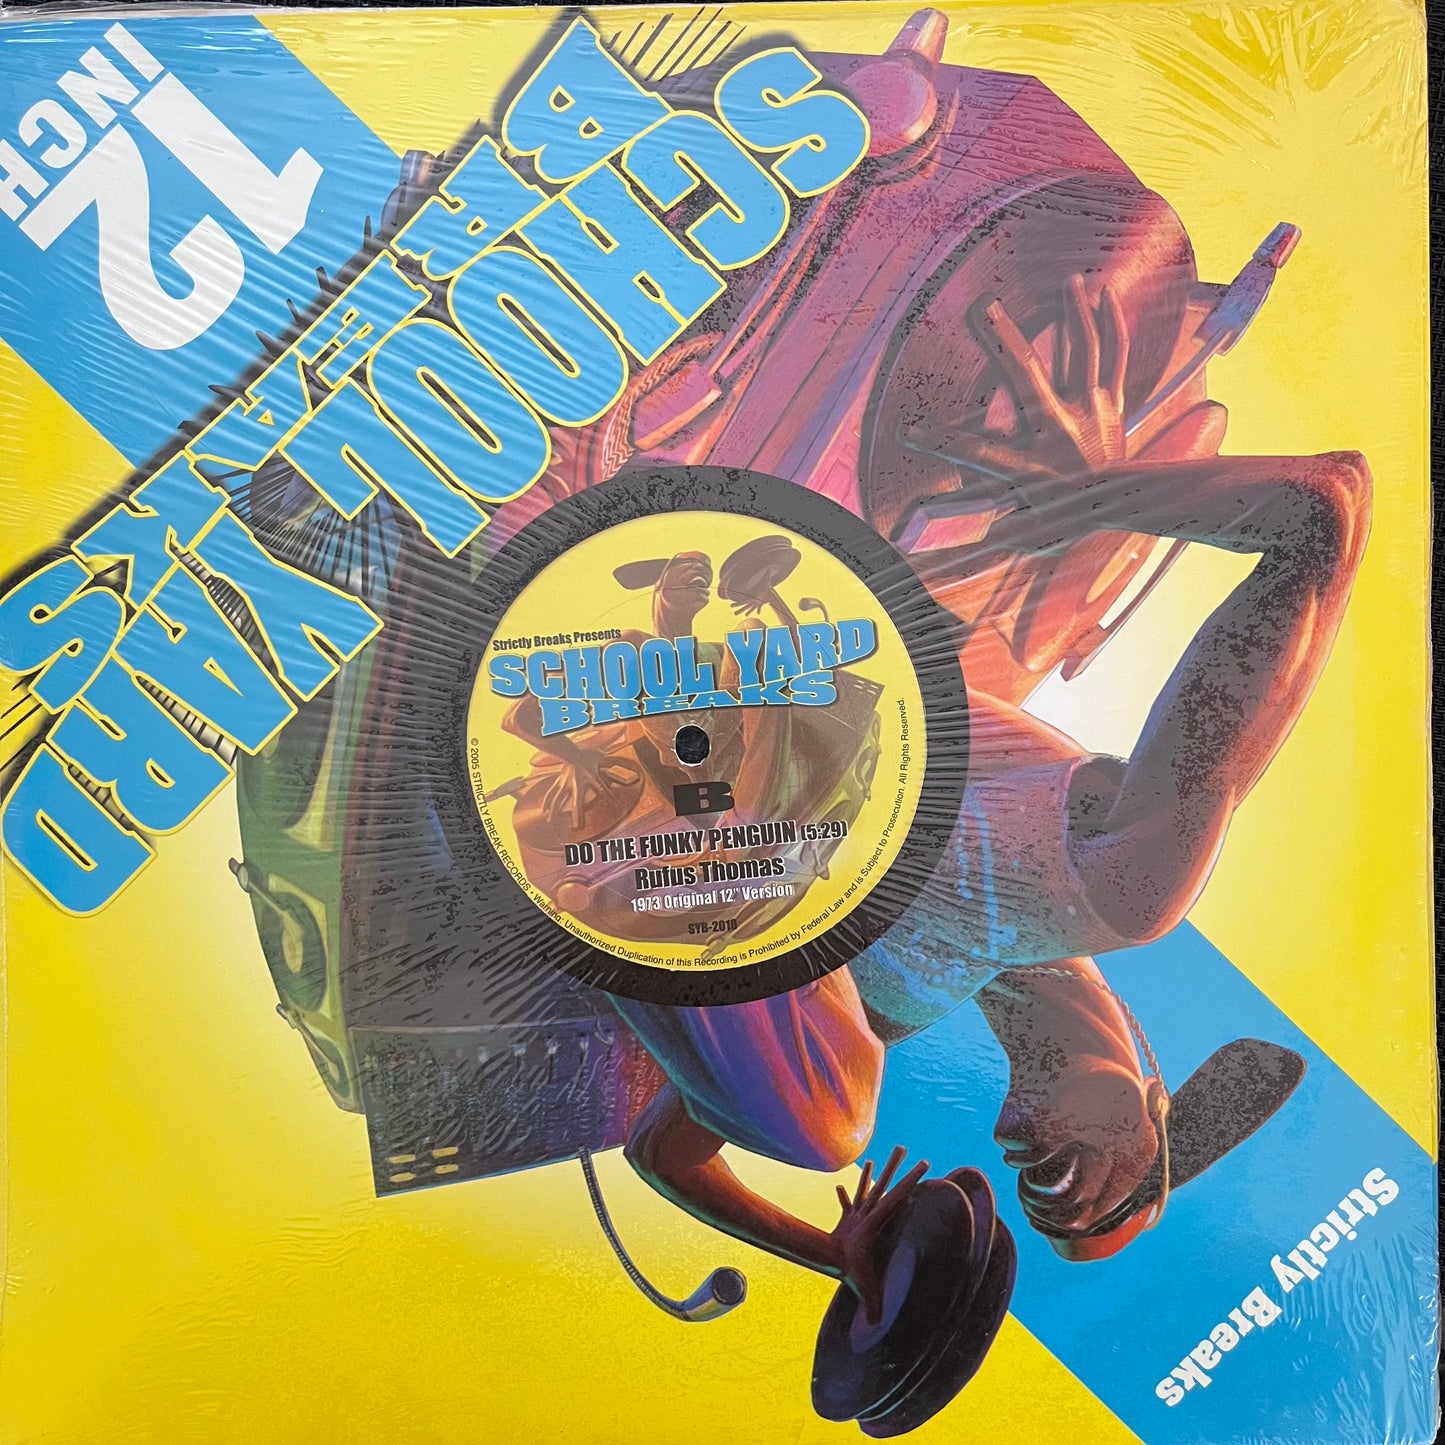 12
INCH
SCHOOL YARD
BREAKS
Strictly Breaks Presents
SCHOOL YARD
BREAKS
B
DO THE FUNKY PENGUIN (5:29)
Rufus Thomas
1973 Original 12" Version
SYB-2010
© 2005 STRICTLY BREAK RECORDS • Warning: Unauthorized Duplication of this Recording is Prohibited by Federal Law and is Subject to Prosecution. All Rights Reserved.
Strictly Breaks